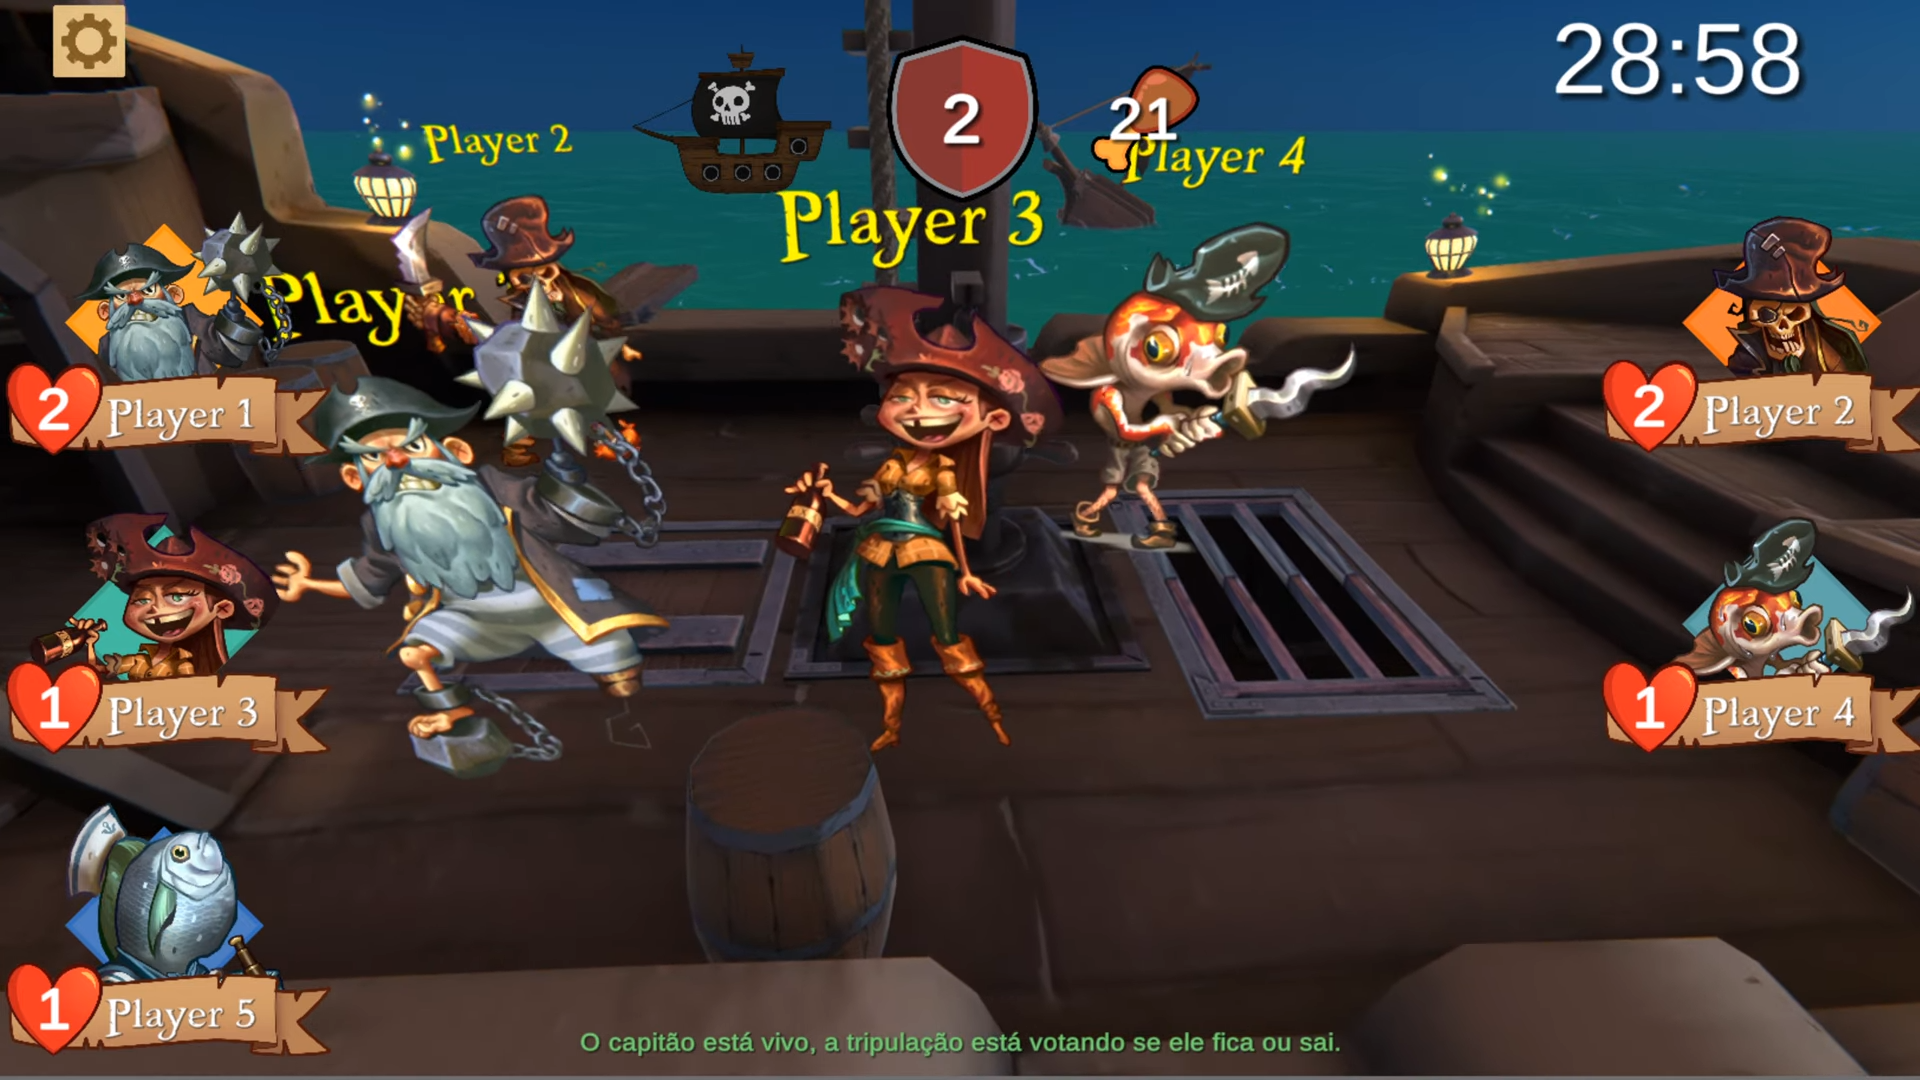 28:58
2
21
Player 2
Player 4
Player 3
Player
2
Player 1
2
Player 2
1
Player 3
1
Player 4
1
Player 5
O capitão está vivo, a tripulação está votando se ele fica ou sai.